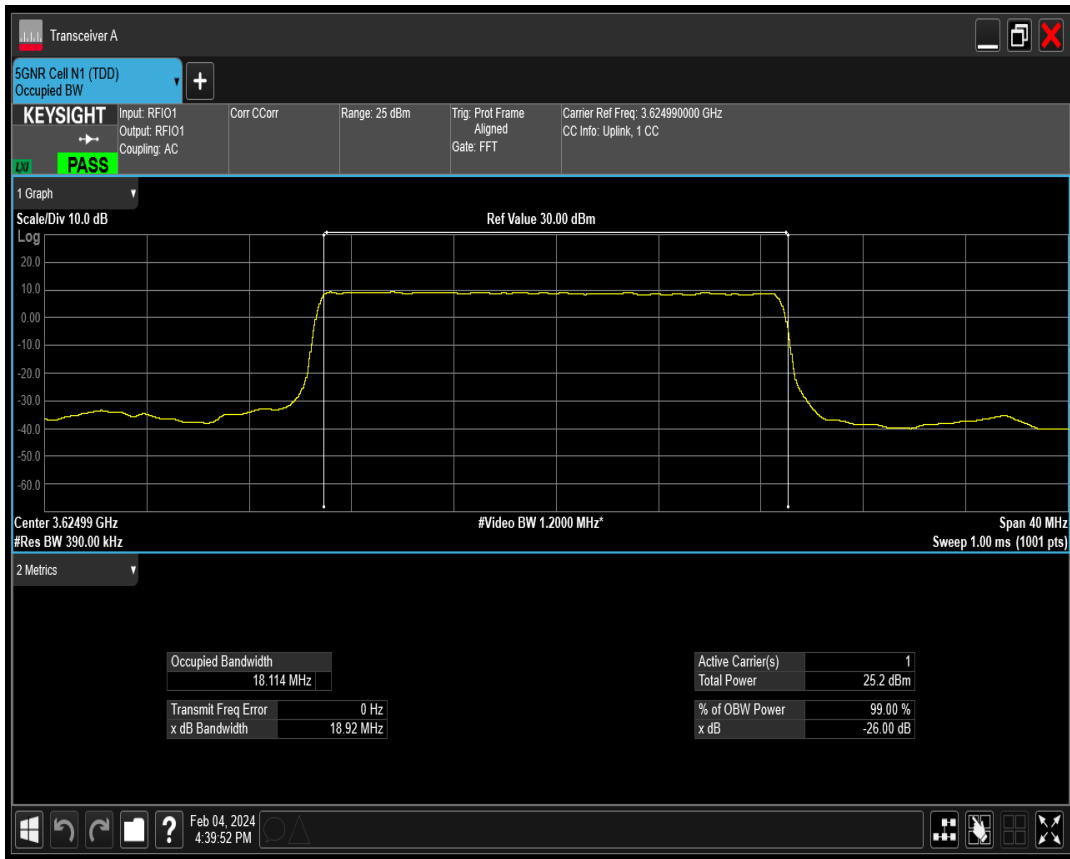 Transceiver A
5GNR Cell N1 (TDD)
Occupied BW
+
KEYSIGHT
LXI
PASS
Input: RFIO1
Output: RFIO1
Coupling: AC
Corr CCorr
Range: 25 dBm
Trig: Prot Frame
Aligned
Gate: FFT
Carrier Ref Freq: 3.624990000 GHz
CC Info: Uplink, 1 CC
1 Graph
Scale/Div 10.0 dB
Ref Value 30.00 dBm
Log
20.0
10.0
0.00
-10.0
-20.0
-30.0
-40.0
-50.0
-60.0
Center 3.62499 GHz
#Video BW 1.2000 MHz*
Span 40 MHz
#Res BW 390.00 kHz
Sweep 1.00 ms (1001 pts)
2 Metrics
Occupied Bandwidth
18.114 MHz
Transmit Freq Error 0 Hz
x dB Bandwidth 18.92 MHz
Active Carrier(s) 1
Total Power 25.2 dBm
% of OBW Power 99.00 %
x dB -26.00 dB
?
Feb 04, 2024
4:39:52 PM